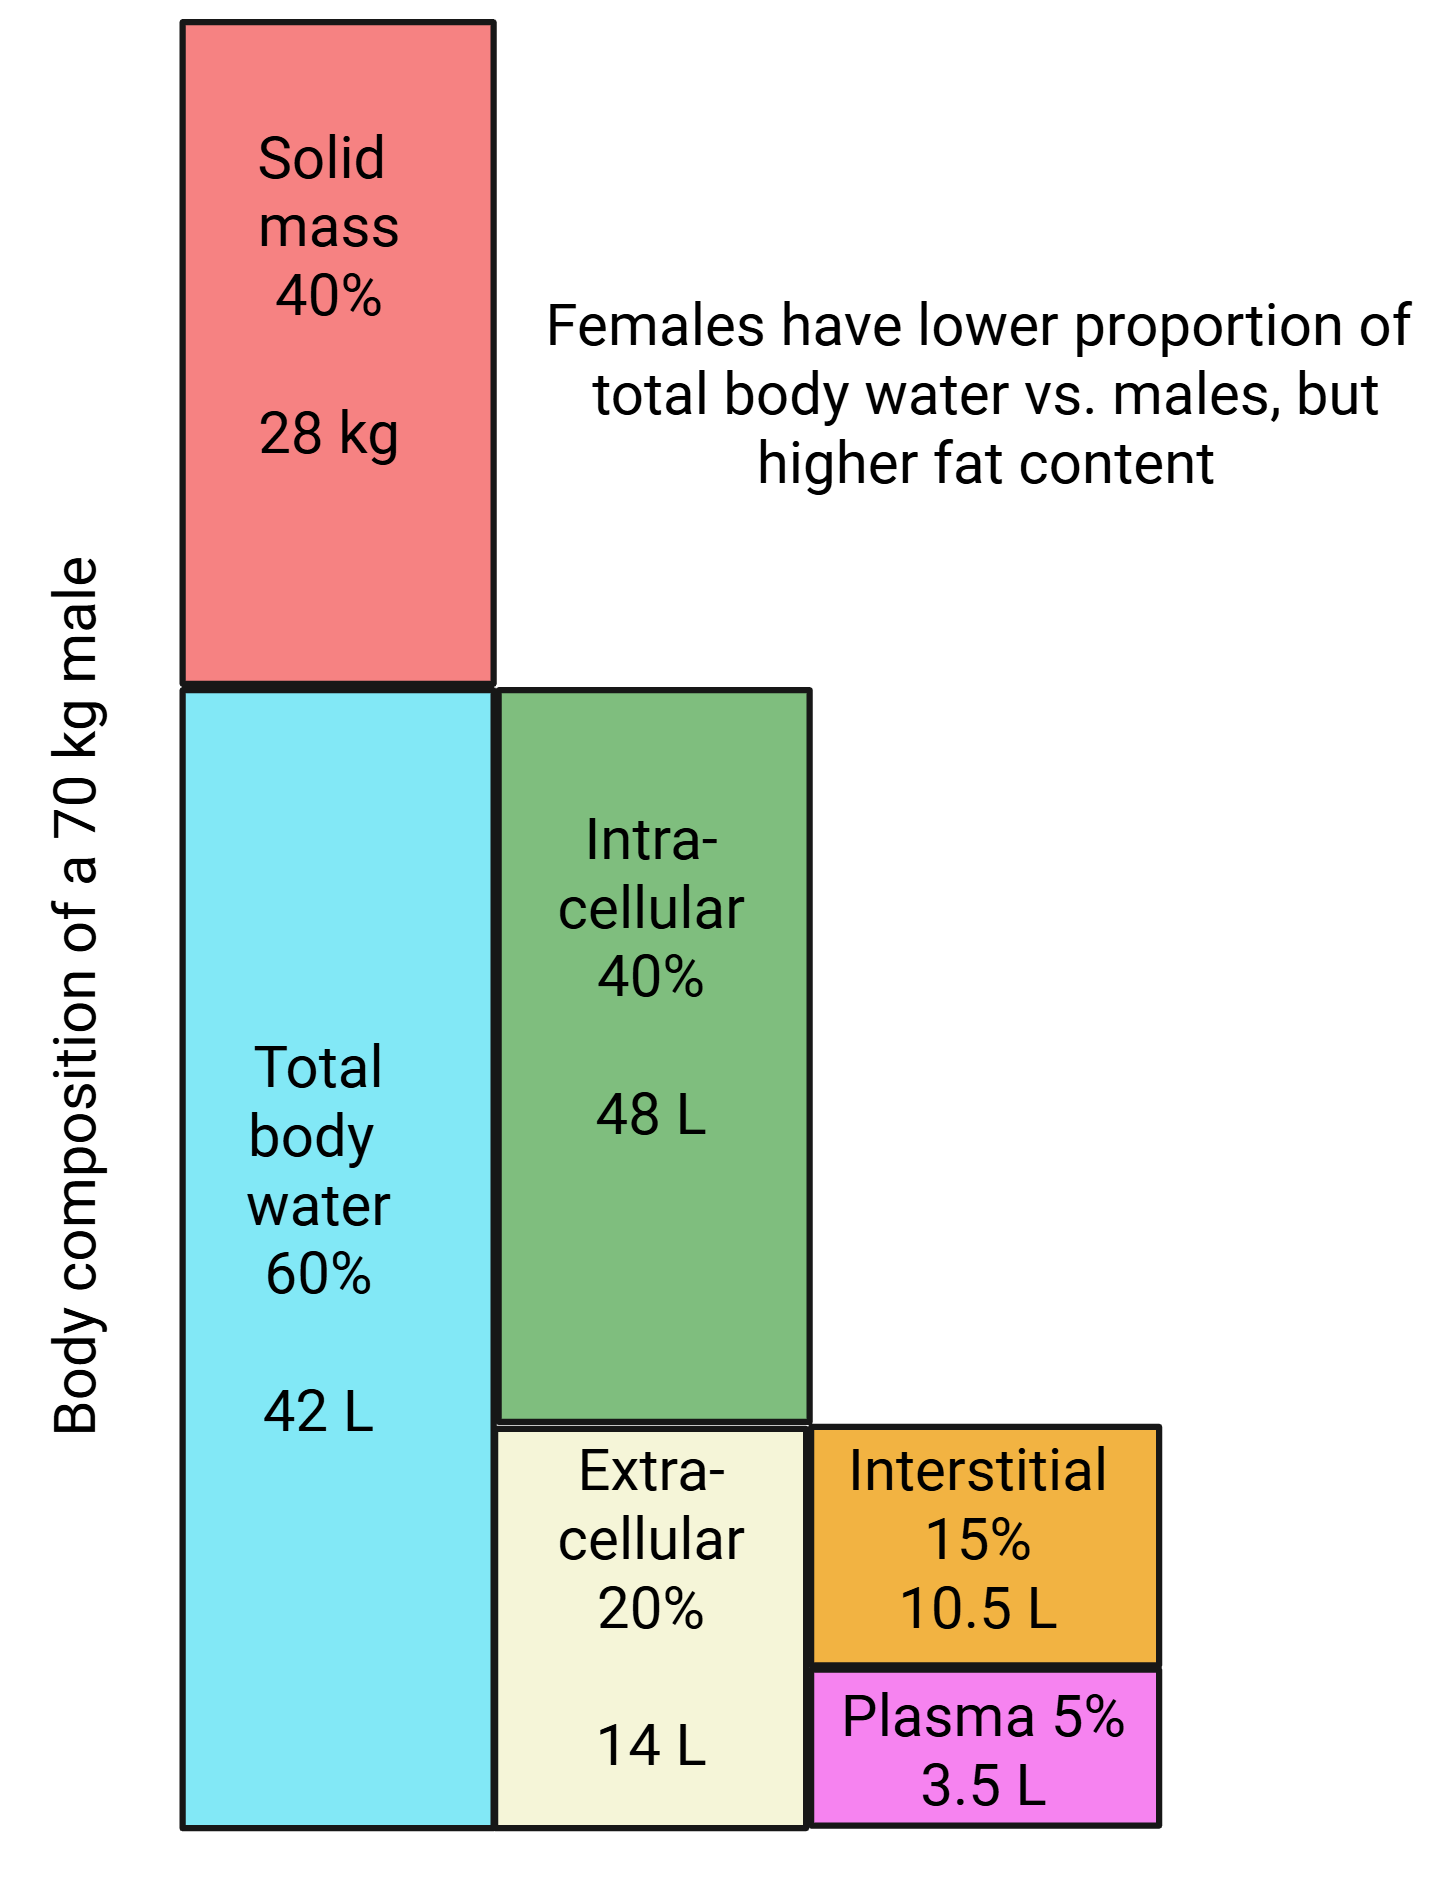 Solid
mass
40%
28 kg
Females have lower proportion of
total body water vs. males, but
higher fat content
Body composition of a 70 kg male
Total
body
water
60%
42 L
Intra-
cellular
40%
48 L
Extra-
cellular
20%
14 L
Interstitial
15%
10.5 L
Plasma 5%
3.5 L